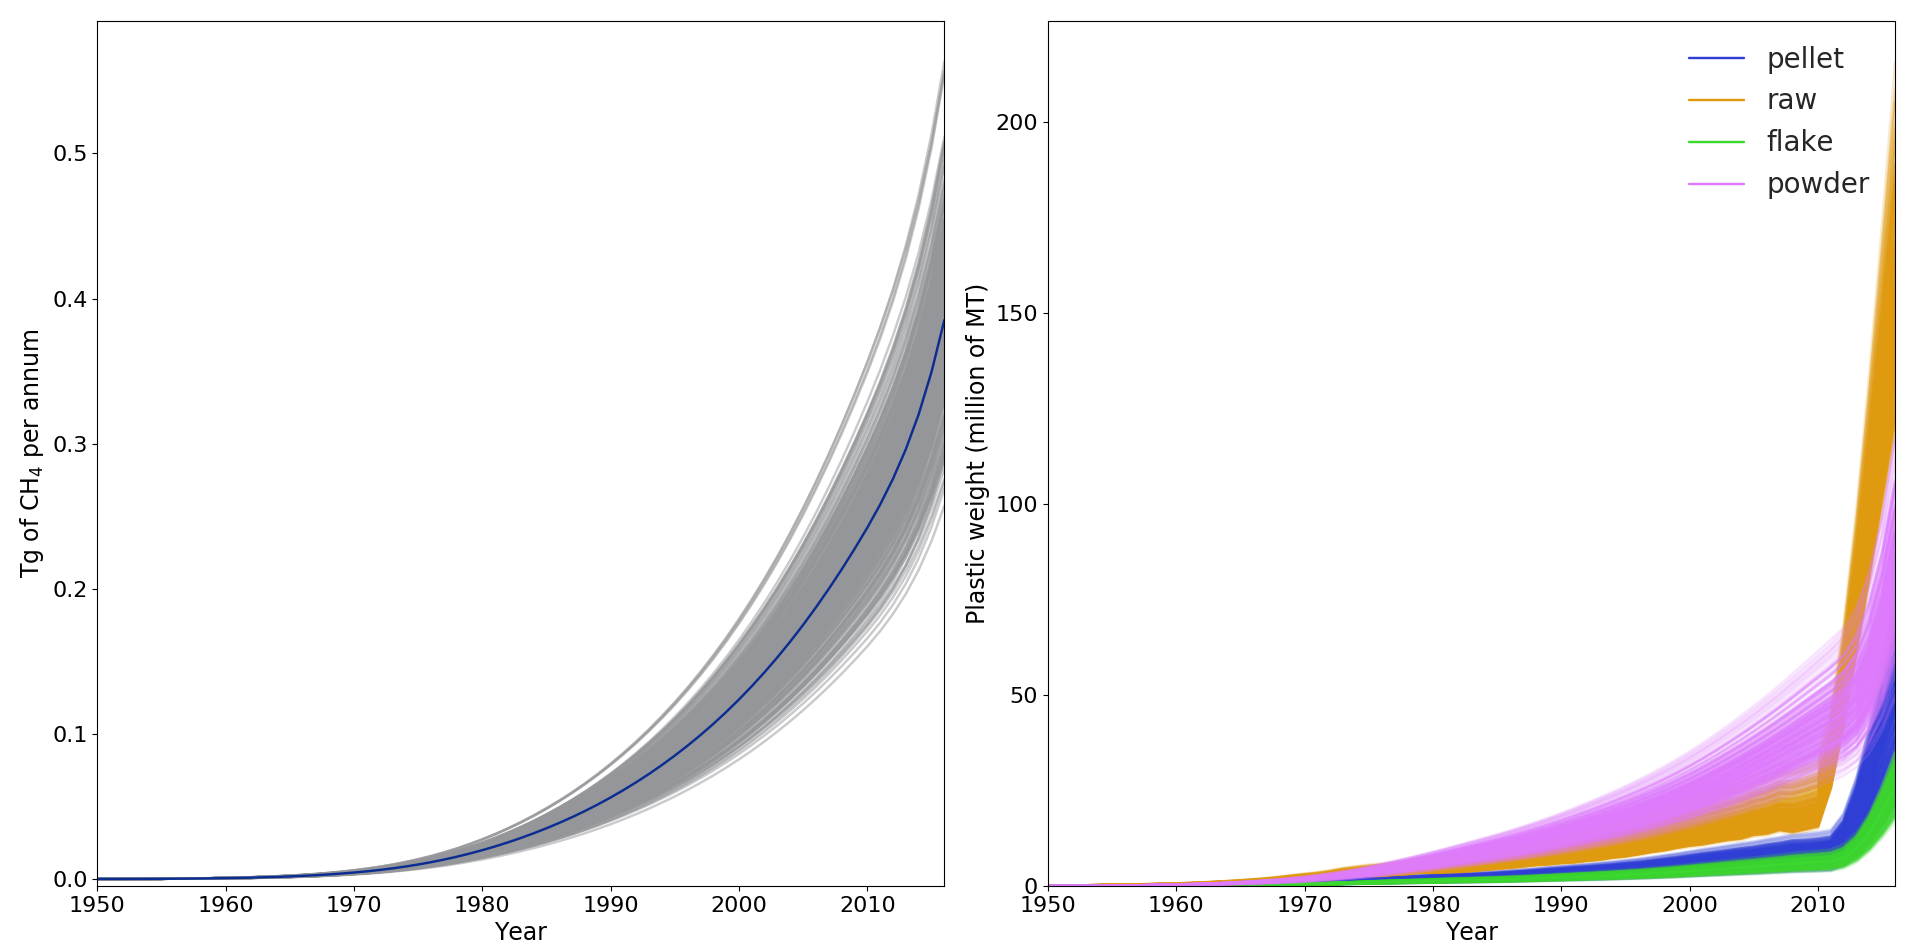 Tg of CH₄ per annum
0.5
0.4
0.3
0.2
0.1
0.0
1950 1960 1970 1980 1990 2000 2010
Year
Plastic weight (million of MT)
200
150
100
50
0
1950 1960 1970 1980 1990 2000 2010
Year
pellet
raw
flake
powder